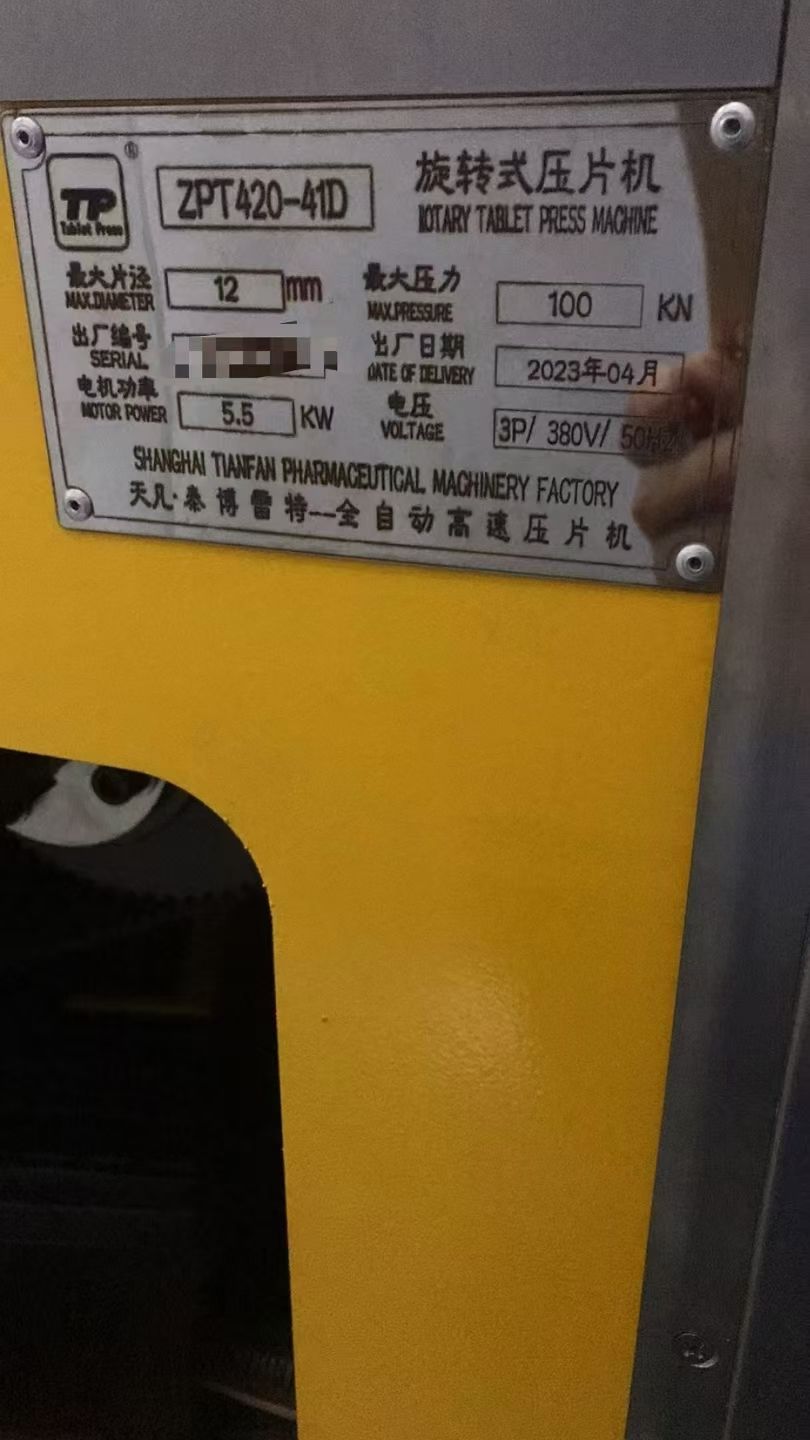 TP ®
Tablet Press
ZPT420-41D
旋转式压片机
ROTARY TABLET PRESS MACHINE
最大片泾 12 mm
MAX.DIAMETER
最大压力 100 KN
MAX.PRESSURE
出厂编号
SERIAL
出厂日期 2023年04月
DATE OF DELIVERY
电机功率 5.5 KW
MOTOR POWER
电压 3P/ 380V/ 50HZ
VOLTAGE
SHANGHAI TIANFAN PHARMACEUTICAL MACHINERY FACTORY
天凡·泰博雷特--全自动高速压片机